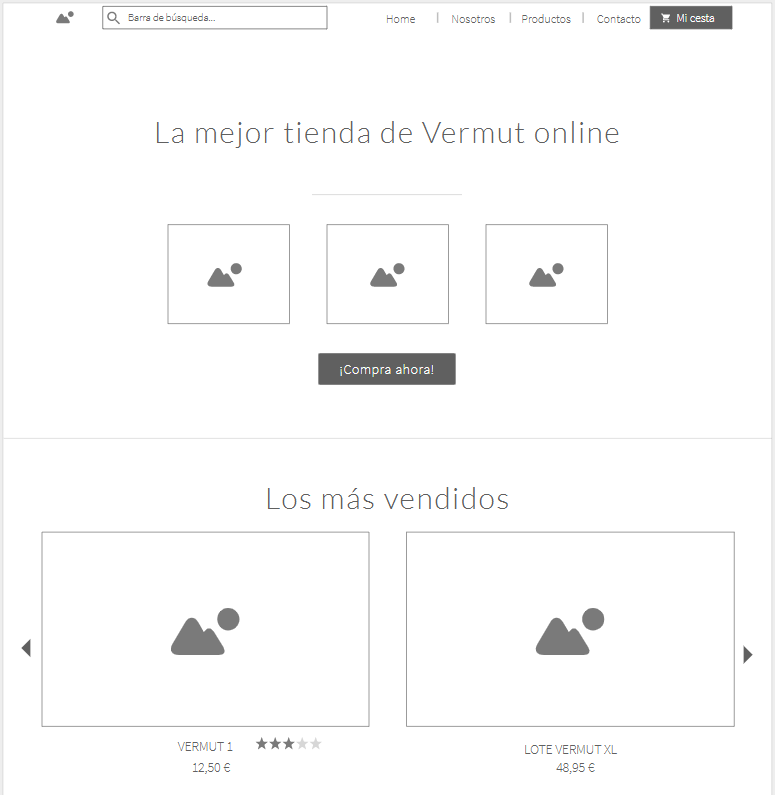 Barra de búsqueda...
Home | Nosotros | Productos | Contacto
Mi cesta
La mejor tienda de Vermut online
¡Compra ahora!
Los más vendidos
VERMUT 1
12,50 €
LOTE VERMUT XL
48,95 €